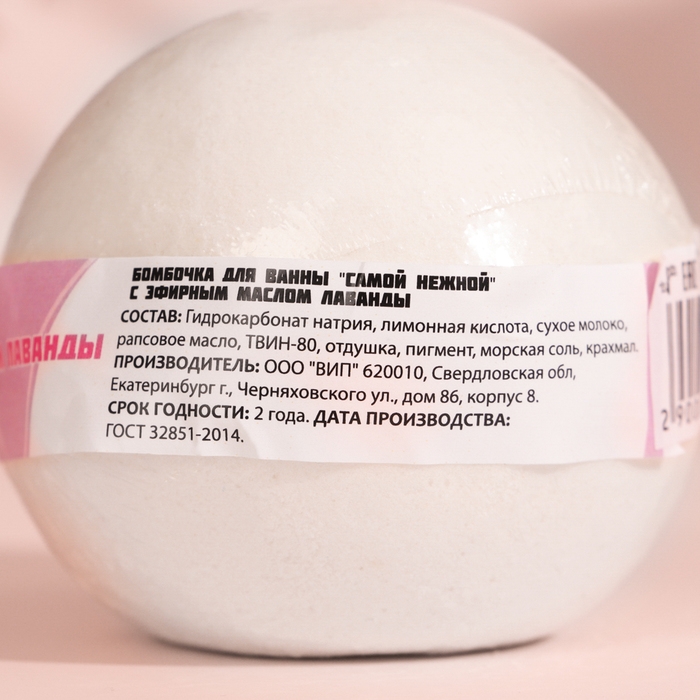 БОМБОЧКА ДЛЯ ВАННЫ "САМОЙ НЕЖНОЙ"
С ЭФИРНЫМ МАСЛОМ ЛАВАНДЫ
СОСТАВ: Гидрокарбонат натрия, лимонная кислота, сухое молоко,
рапсовое масло, ТВИН-80, отдушка, пигмент, морская соль, крахмал.
ПРОИЗВОДИТЕЛЬ: ООО "ВИП" 620010, Свердловская обл,
Екатеринбург г., Черняховского ул., дом 86, корпус 8.
СРОК ГОДНОСТИ: 2 года. ДАТА ПРОИЗВОДСТВА:
ГОСТ 32851-2014.
ЛАВАНДЫ
EAC